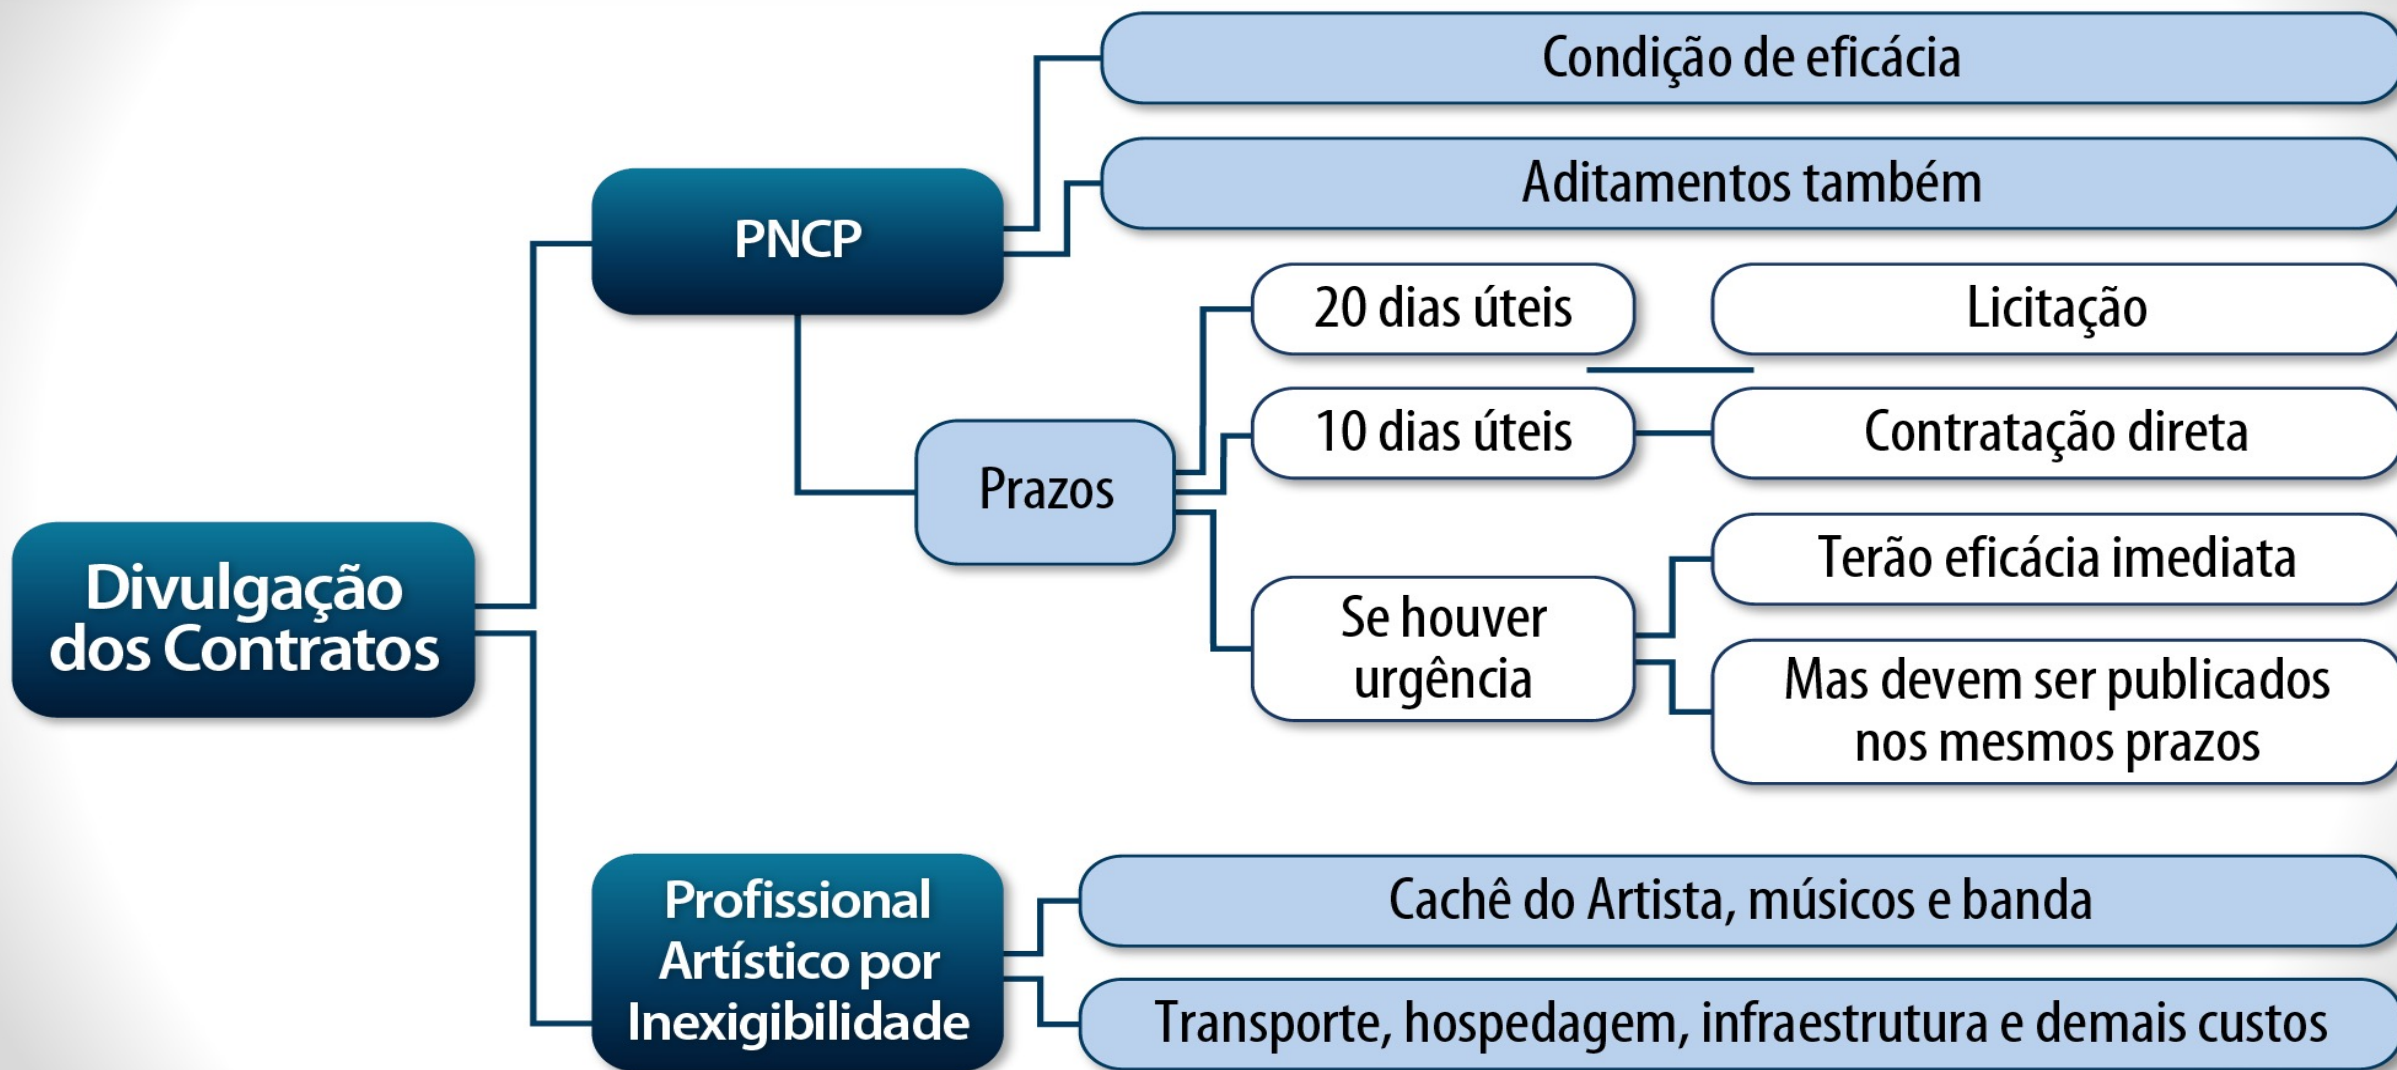 Condição de eficácia
Aditamentos também
PNCP
20 dias úteis
Licitação
10 dias úteis
Contratação direta
Prazos
Terão eficácia imediata
Se houver
urgência
Mas devem ser publicados
nos mesmos prazos
Divulgação
dos Contratos
Profissional
Artístico por
Inexigibilidade
Cachê do Artista, músicos e banda
Transporte, hospedagem, infraestrutura e demais custos